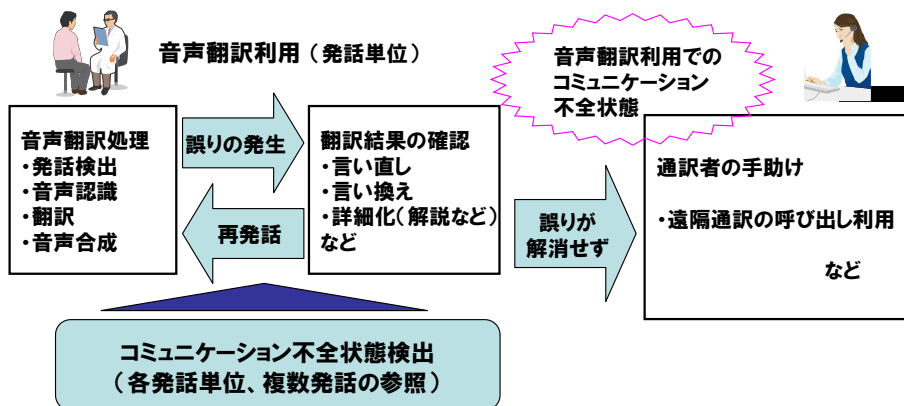 音声翻訳利用（発話単位）
音声翻訳利用での
コミュニケーション
不全状態
音声翻訳処理
・発話検出
・音声認識
・翻訳
・音声合成
誤りの発生
再発話
翻訳結果の確認
・言い直し
・言い換え
・詳細化（解説など）
など
誤りが
解消せず
通訳者の手助け
・遠隔通訳の呼び出し利用
など
コミュニケーション不全状態検出
（各発話単位、複数発話の参照）